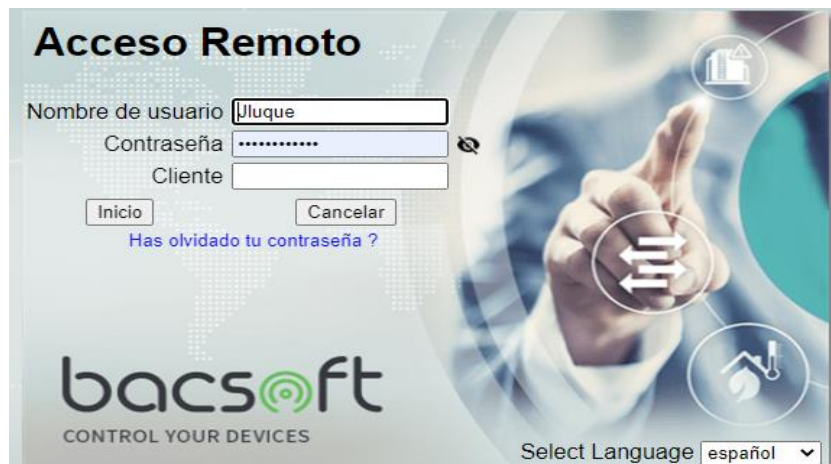 Acceso Remoto
Nombre de usuario Jluque
Contraseña ••••••••••••
Cliente
Inicio Cancelar
Has olvidado tu contraseña ?
bacsoft
CONTROL YOUR DEVICES
Select Language español